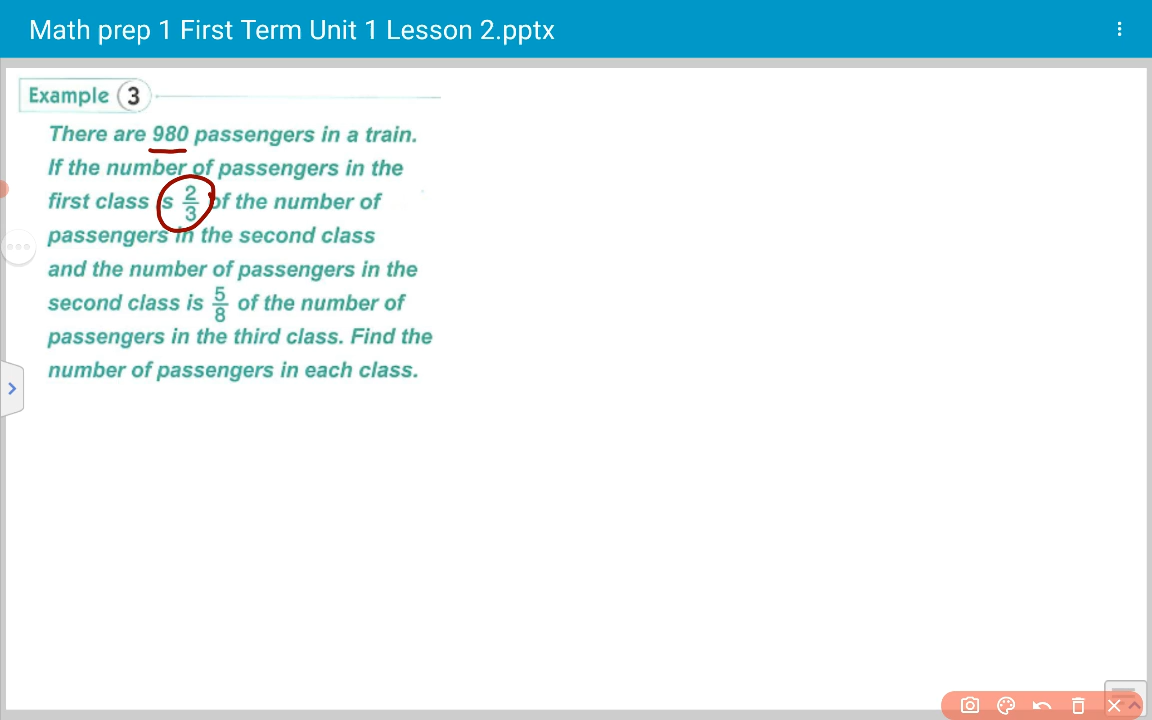 Math prep 1 First Term Unit 1 Lesson 2.pptx
Example 3
There are 980 passengers in a train.
If the number of passengers in the
first class is 2/3 of the number of
passengers in the second class
and the number of passengers in the
second class is 5/8 of the number of
passengers in the third class. Find the
number of passengers in each class.